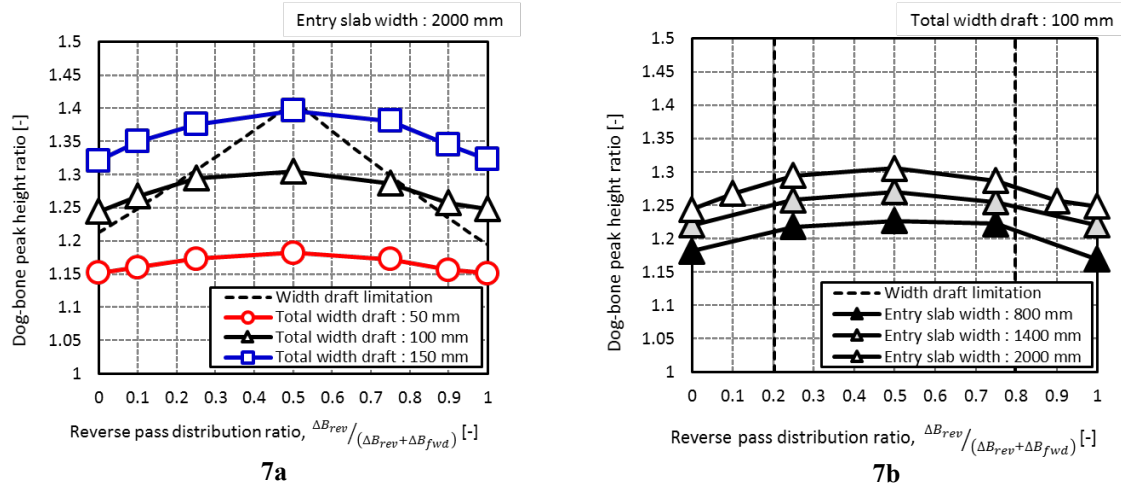 Entry slab width : 2000 mm
Dog-bone peak height ratio [-]
1.5
1.45
1.4
1.35
1.3
1.25
1.2
1.15
1.1
1.05
1
Width draft limitation
Total width draft : 50 mm
Total width draft : 100 mm
Total width draft : 150 mm
0 0.1 0.2 0.3 0.4 0.5 0.6 0.7 0.8 0.9 1
Reverse pass distribution ratio, ΔB_rev/(ΔB_rev+ΔB_fwd) [-]
7a
Total width draft : 100 mm
Dog-bone peak height ratio [-]
1.5
1.45
1.4
1.35
1.3
1.25
1.2
1.15
1.1
1.05
1
Width draft limitation
Entry slab width : 800 mm
Entry slab width : 1400 mm
Entry slab width : 2000 mm
0 0.1 0.2 0.3 0.4 0.5 0.6 0.7 0.8 0.9 1
Reverse pass distribution ratio, ΔB_rev/(ΔB_rev+ΔB_fwd) [-]
7b